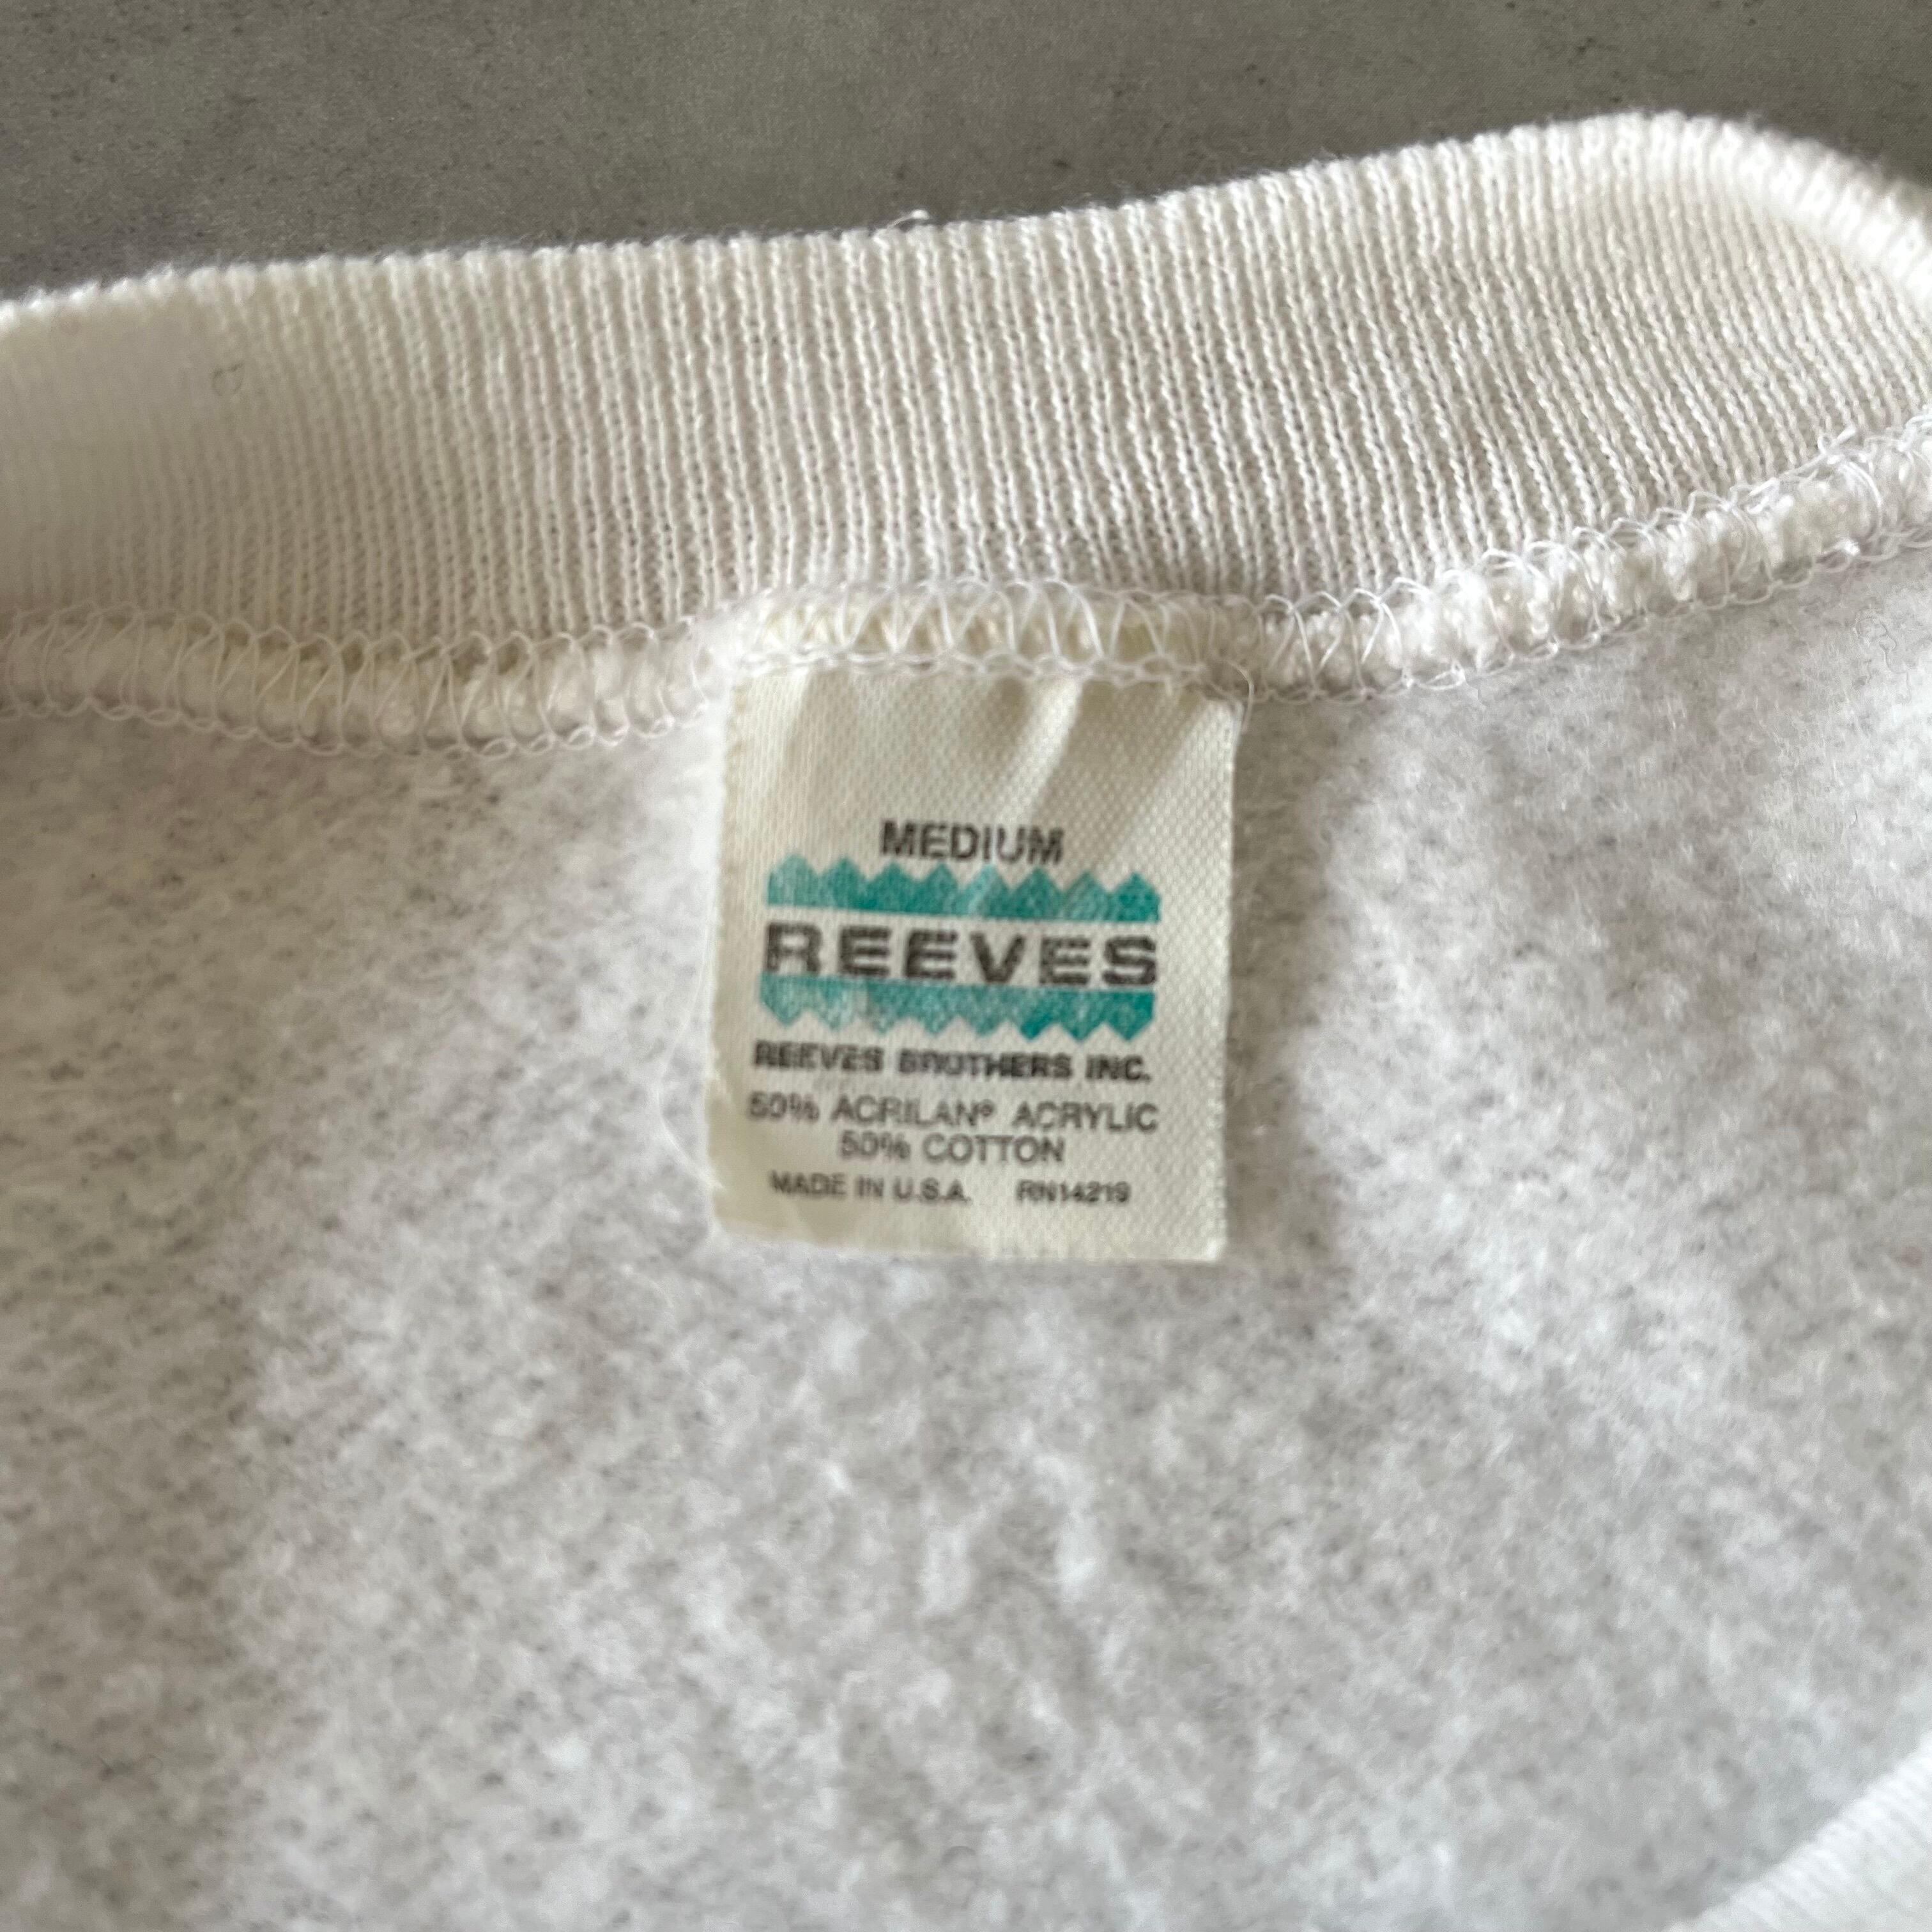 MEDIUM
REEVES
REEVES BROTHERS INC.
50% ACRILAN® ACRYLIC
50% COTTON
MADE IN U.S.A. RN14219